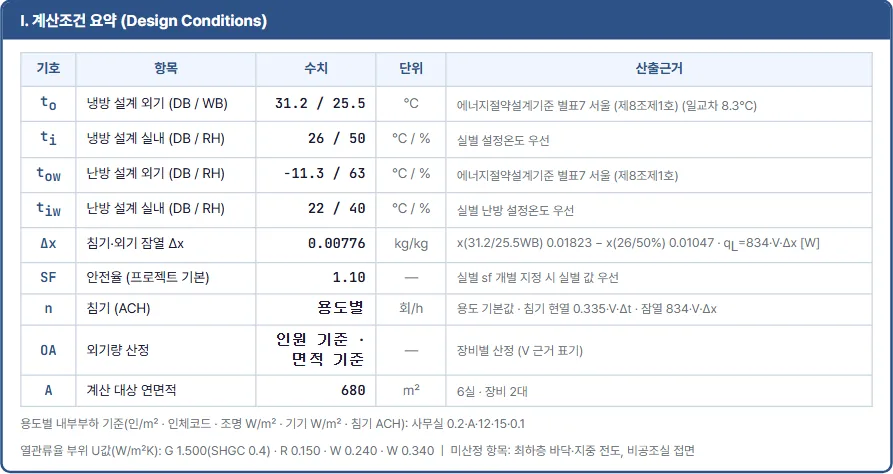 I. 계산조건 요약 (Design Conditions)
기호 항목 수치 단위 산출근거
to 냉방 설계 외기 (DB / WB) 31.2 / 25.5 ℃ 에너지절약설계기준 별표7 서울 (제8조제1호) (일교차 8.3℃)
ti 냉방 설계 실내 (DB / RH) 26 / 50 ℃ / % 실별 설정온도 우선
tow 난방 설계 외기 (DB / RH) -11.3 / 63 ℃ / % 에너지절약설계기준 별표7 서울 (제8조제1호)
tiw 난방 설계 실내 (DB / RH) 22 / 40 ℃ / % 실별 난방 설정온도 우선
Δx 침기·외기 잠열 Δx 0.00776 kg/kg x(31.2/25.5WB) 0.01823 − x(26/50%) 0.01047 · qL=834·V·Δx [W]
SF 안전율 (프로젝트 기본) 1.10 — 실별 sf 개별 지정 시 실별 값 우선
n 침기 (ACH) 용도별 회/h 용도 기본값 · 침기 현열 0.335·V·Δt · 잠열 834·V·Δx
OA 외기량 산정 인원 기준 · — 장비별 산정 (V 근거 표기)
면적 기준
A 계산 대상 연면적 680 m² 6실 · 장비 2대
용도별 내부부하 기준(인/m² · 인체코드 · 조명 W/m² · 기기 W/m² · 침기 ACH): 사무실 0.2·A·12·15·0.1
열관류율 부위 U값(W/m²K): G 1.500(SHGC 0.4) · R 0.150 · W 0.240 · W 0.340 | 미산정 항목: 최하층 바닥·지중 전도, 비공조실 접면